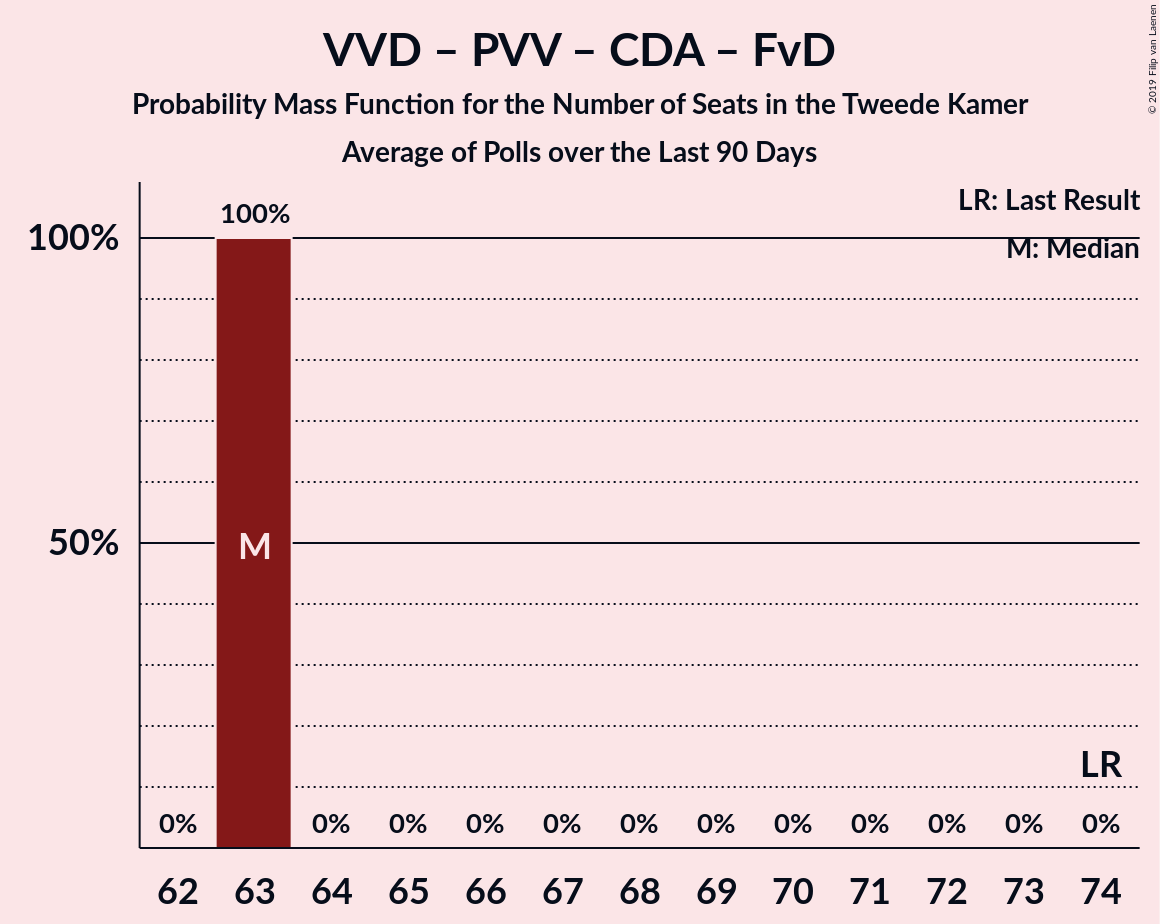 VVD – PVV – CDA – FvD
Probability Mass Function for the Number of Seats in the Tweede Kamer
Average of Polls over the Last 90 Days
© 2019 Filip van Laenen
LR: Last Result
M: Median
100%
100%
50%
M
LR
0% 0% 0% 0% 0% 0% 0% 0% 0% 0% 0% 0%
62 63 64 65 66 67 68 69 70 71 72 73 74